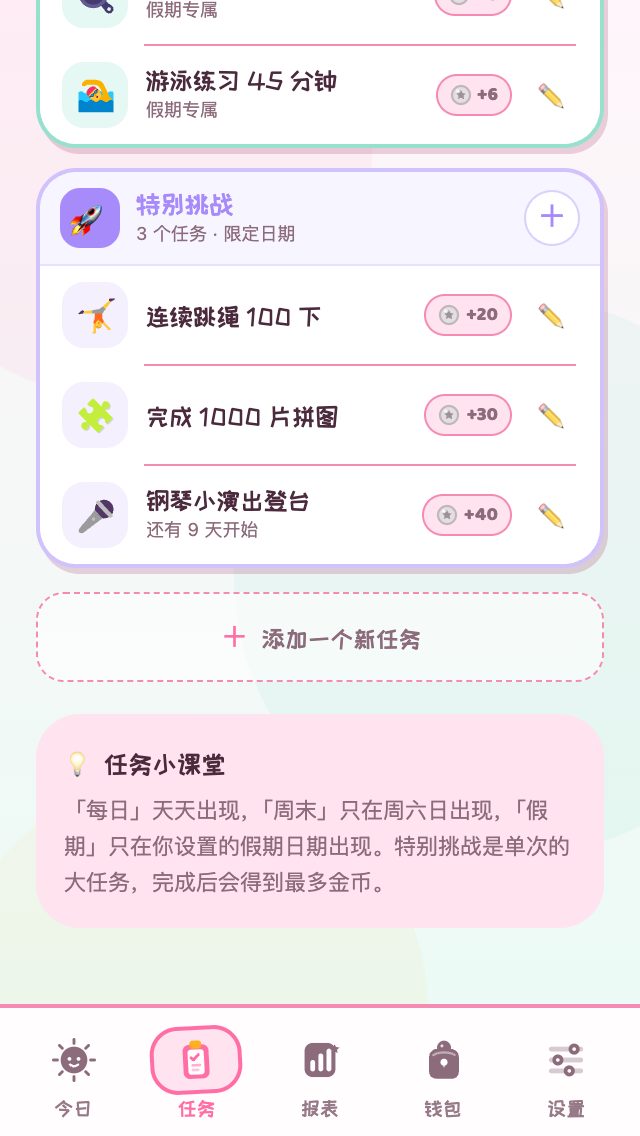 假期专属
游泳练习 45 分钟
+6
假期专属
特别挑战
3 个任务 · 限定日期
连续跳绳 100 下
+20
完成 1000 片拼图
+30
钢琴小演出登台
+40
还有 9 天开始
+ 添加一个新任务
任务小课堂
「每日」天天出现，「周末」只在周六日出现，「假
期」只在你设置的假期日期出现。特别挑战是单次的
大任务，完成后会得到最多金币。
今日
任务
报表
钱包
设置